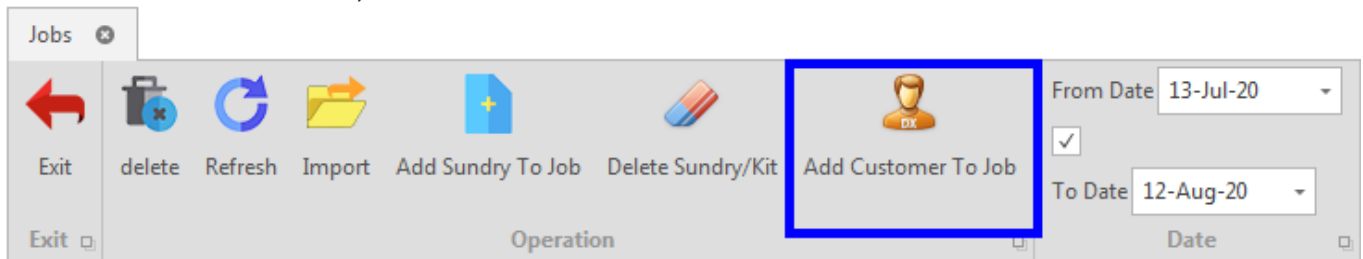 Jobs
From Date 13-Jul-20
DX
Exit delete Refresh Import Add Sundry To Job Delete Sundry/Kit Add Customer To Job
To Date 12-Aug-20
Exit Operation Date